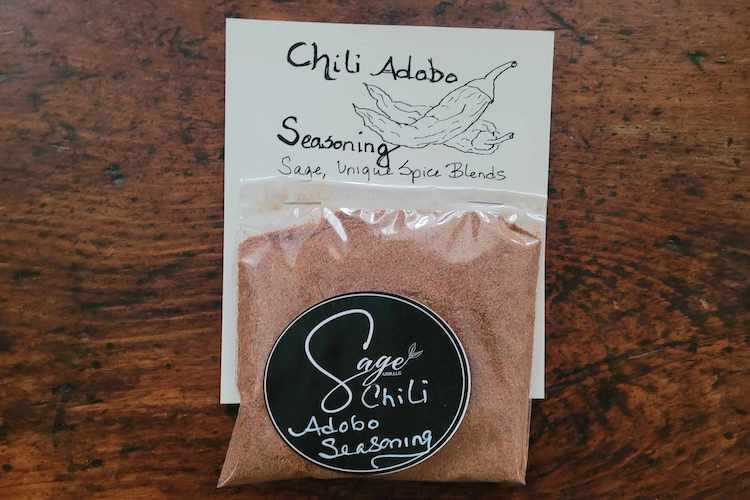 Chili Adobo
Seasoning
Sage, Unique Spice Blends
Sage
Chili
Adobo
Seasoning